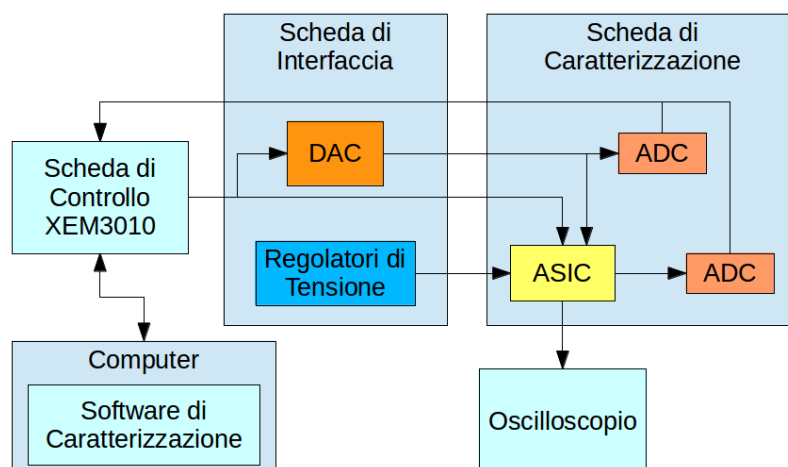 Scheda di
Interfaccia
Scheda di
Caratterizzazione
Scheda di
Controllo
XEM3010
DAC
ADC
Regolatori di
Tensione
ASIC
ADC
Computer
Software di
Caratterizzazione
Oscilloscopio